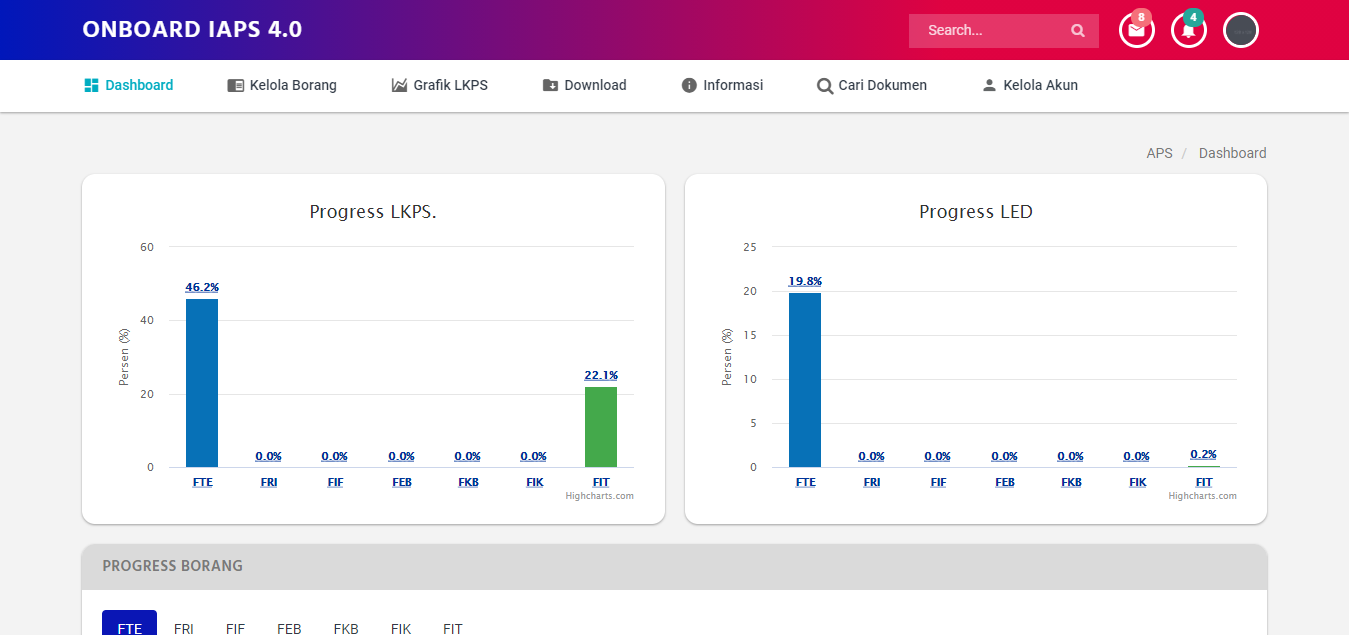 ONBOARD IAPS 4.0
Search...
8
4
Dashboard
Kelola Borang
Grafik LKPS
Download
Informasi
Cari Dokumen
Kelola Akun
APS / Dashboard
Progress LKPS.
Persen (%)
60
40
20
0
46.2%
0.0%
0.0%
0.0%
0.0%
0.0%
22.1%
FTE
FRI
FIF
FEB
FKB
FIK
FIT
Highcharts.com
Progress LED
Persen (%)
25
20
15
10
5
0
19.8%
0.0%
0.0%
0.0%
0.0%
0.0%
0.2%
FTE
FRI
FIF
FEB
FKB
FIK
FIT
Highcharts.com
PROGRESS BORANG
FTE
FRI
FIF
FEB
FKB
FIK
FIT